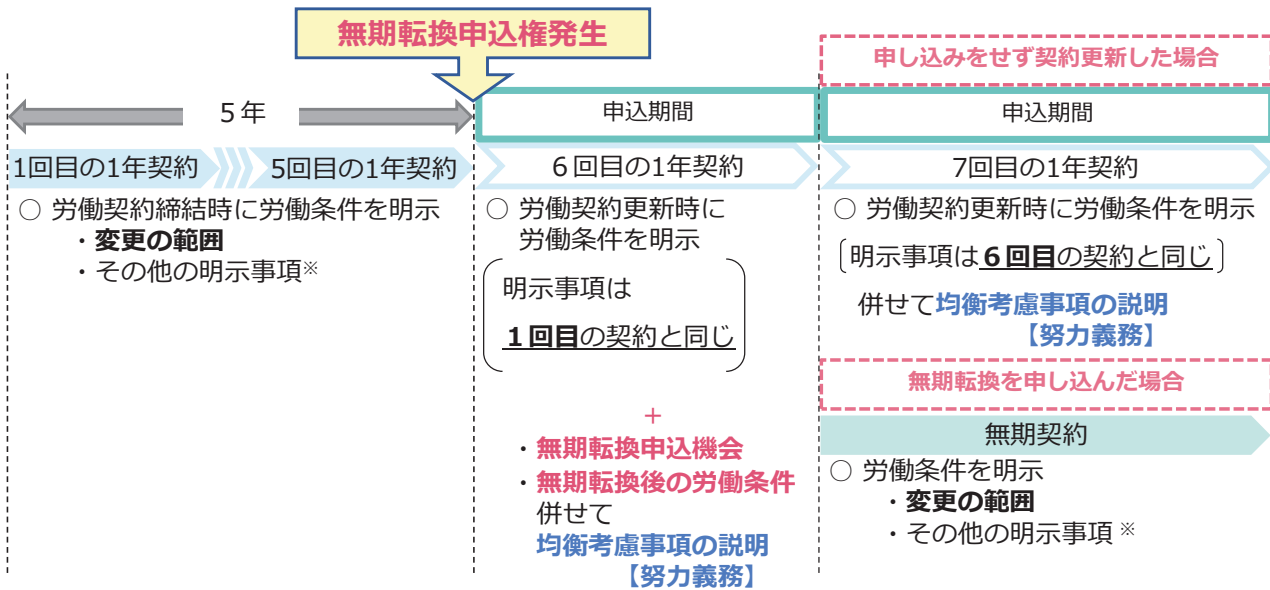 無期転換申込権発生
申し込みをせず契約更新した場合
5年
申込期間
申込期間
1回目の1年契約
5回目の1年契約
6回目の1年契約
7回目の1年契約
○ 労働契約締結時に労働条件を明示
・変更の範囲
・その他の明示事項※
○ 労働契約更新時に
労働条件を明示
明示事項は
1回目の契約と同じ
+
・無期転換申込機会
・無期転換後の労働条件
併せて
均衡考慮事項の説明
【努力義務】
○ 労働契約更新時に労働条件を明示
〔明示事項は6回目の契約と同じ〕
併せて均衡考慮事項の説明
【努力義務】
無期転換を申し込んだ場合
無期契約
○ 労働条件を明示
・変更の範囲
・その他の明示事項※